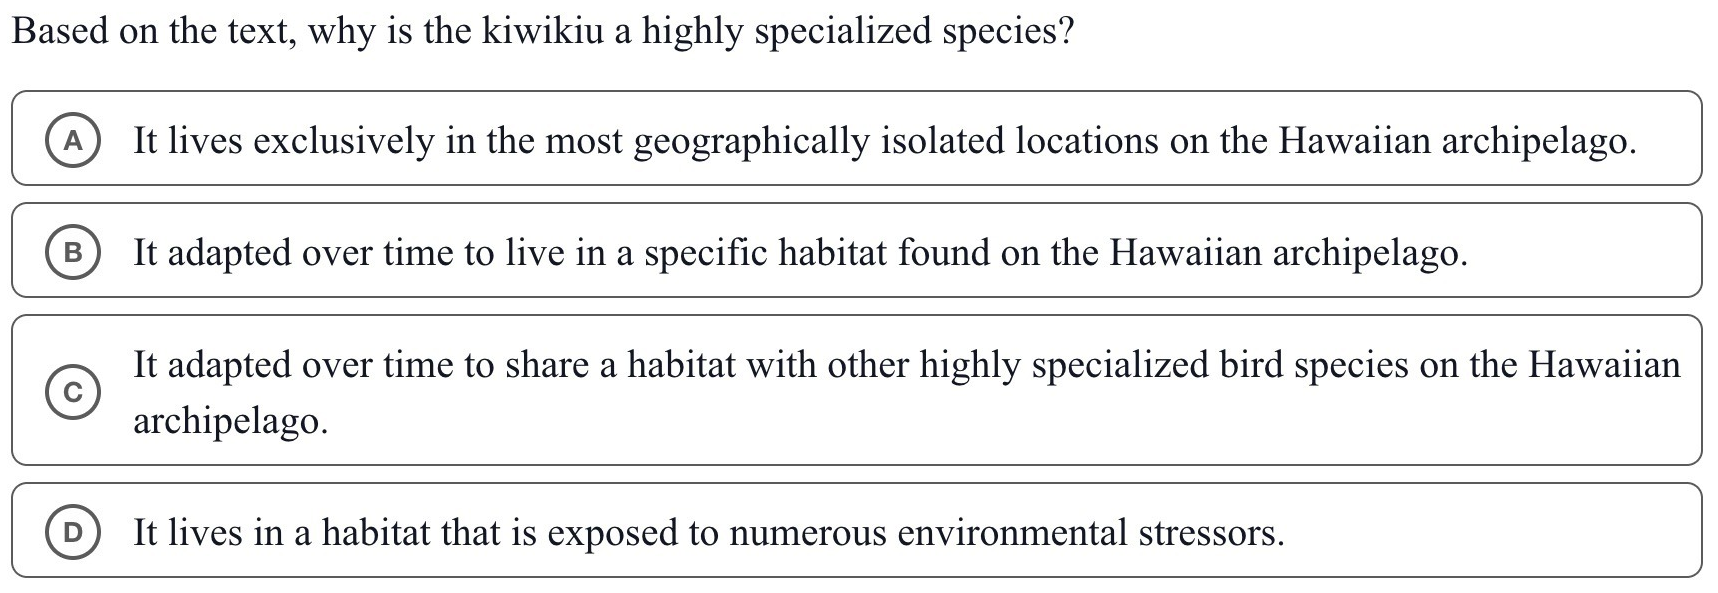 Based on the text, why is the kiwikiu a highly specialized species?
A It lives exclusively in the most geographically isolated locations on the Hawaiian archipelago.
B It adapted over time to live in a specific habitat found on the Hawaiian archipelago.
C It adapted over time to share a habitat with other highly specialized bird species on the Hawaiian
archipelago.
D It lives in a habitat that is exposed to numerous environmental stressors.